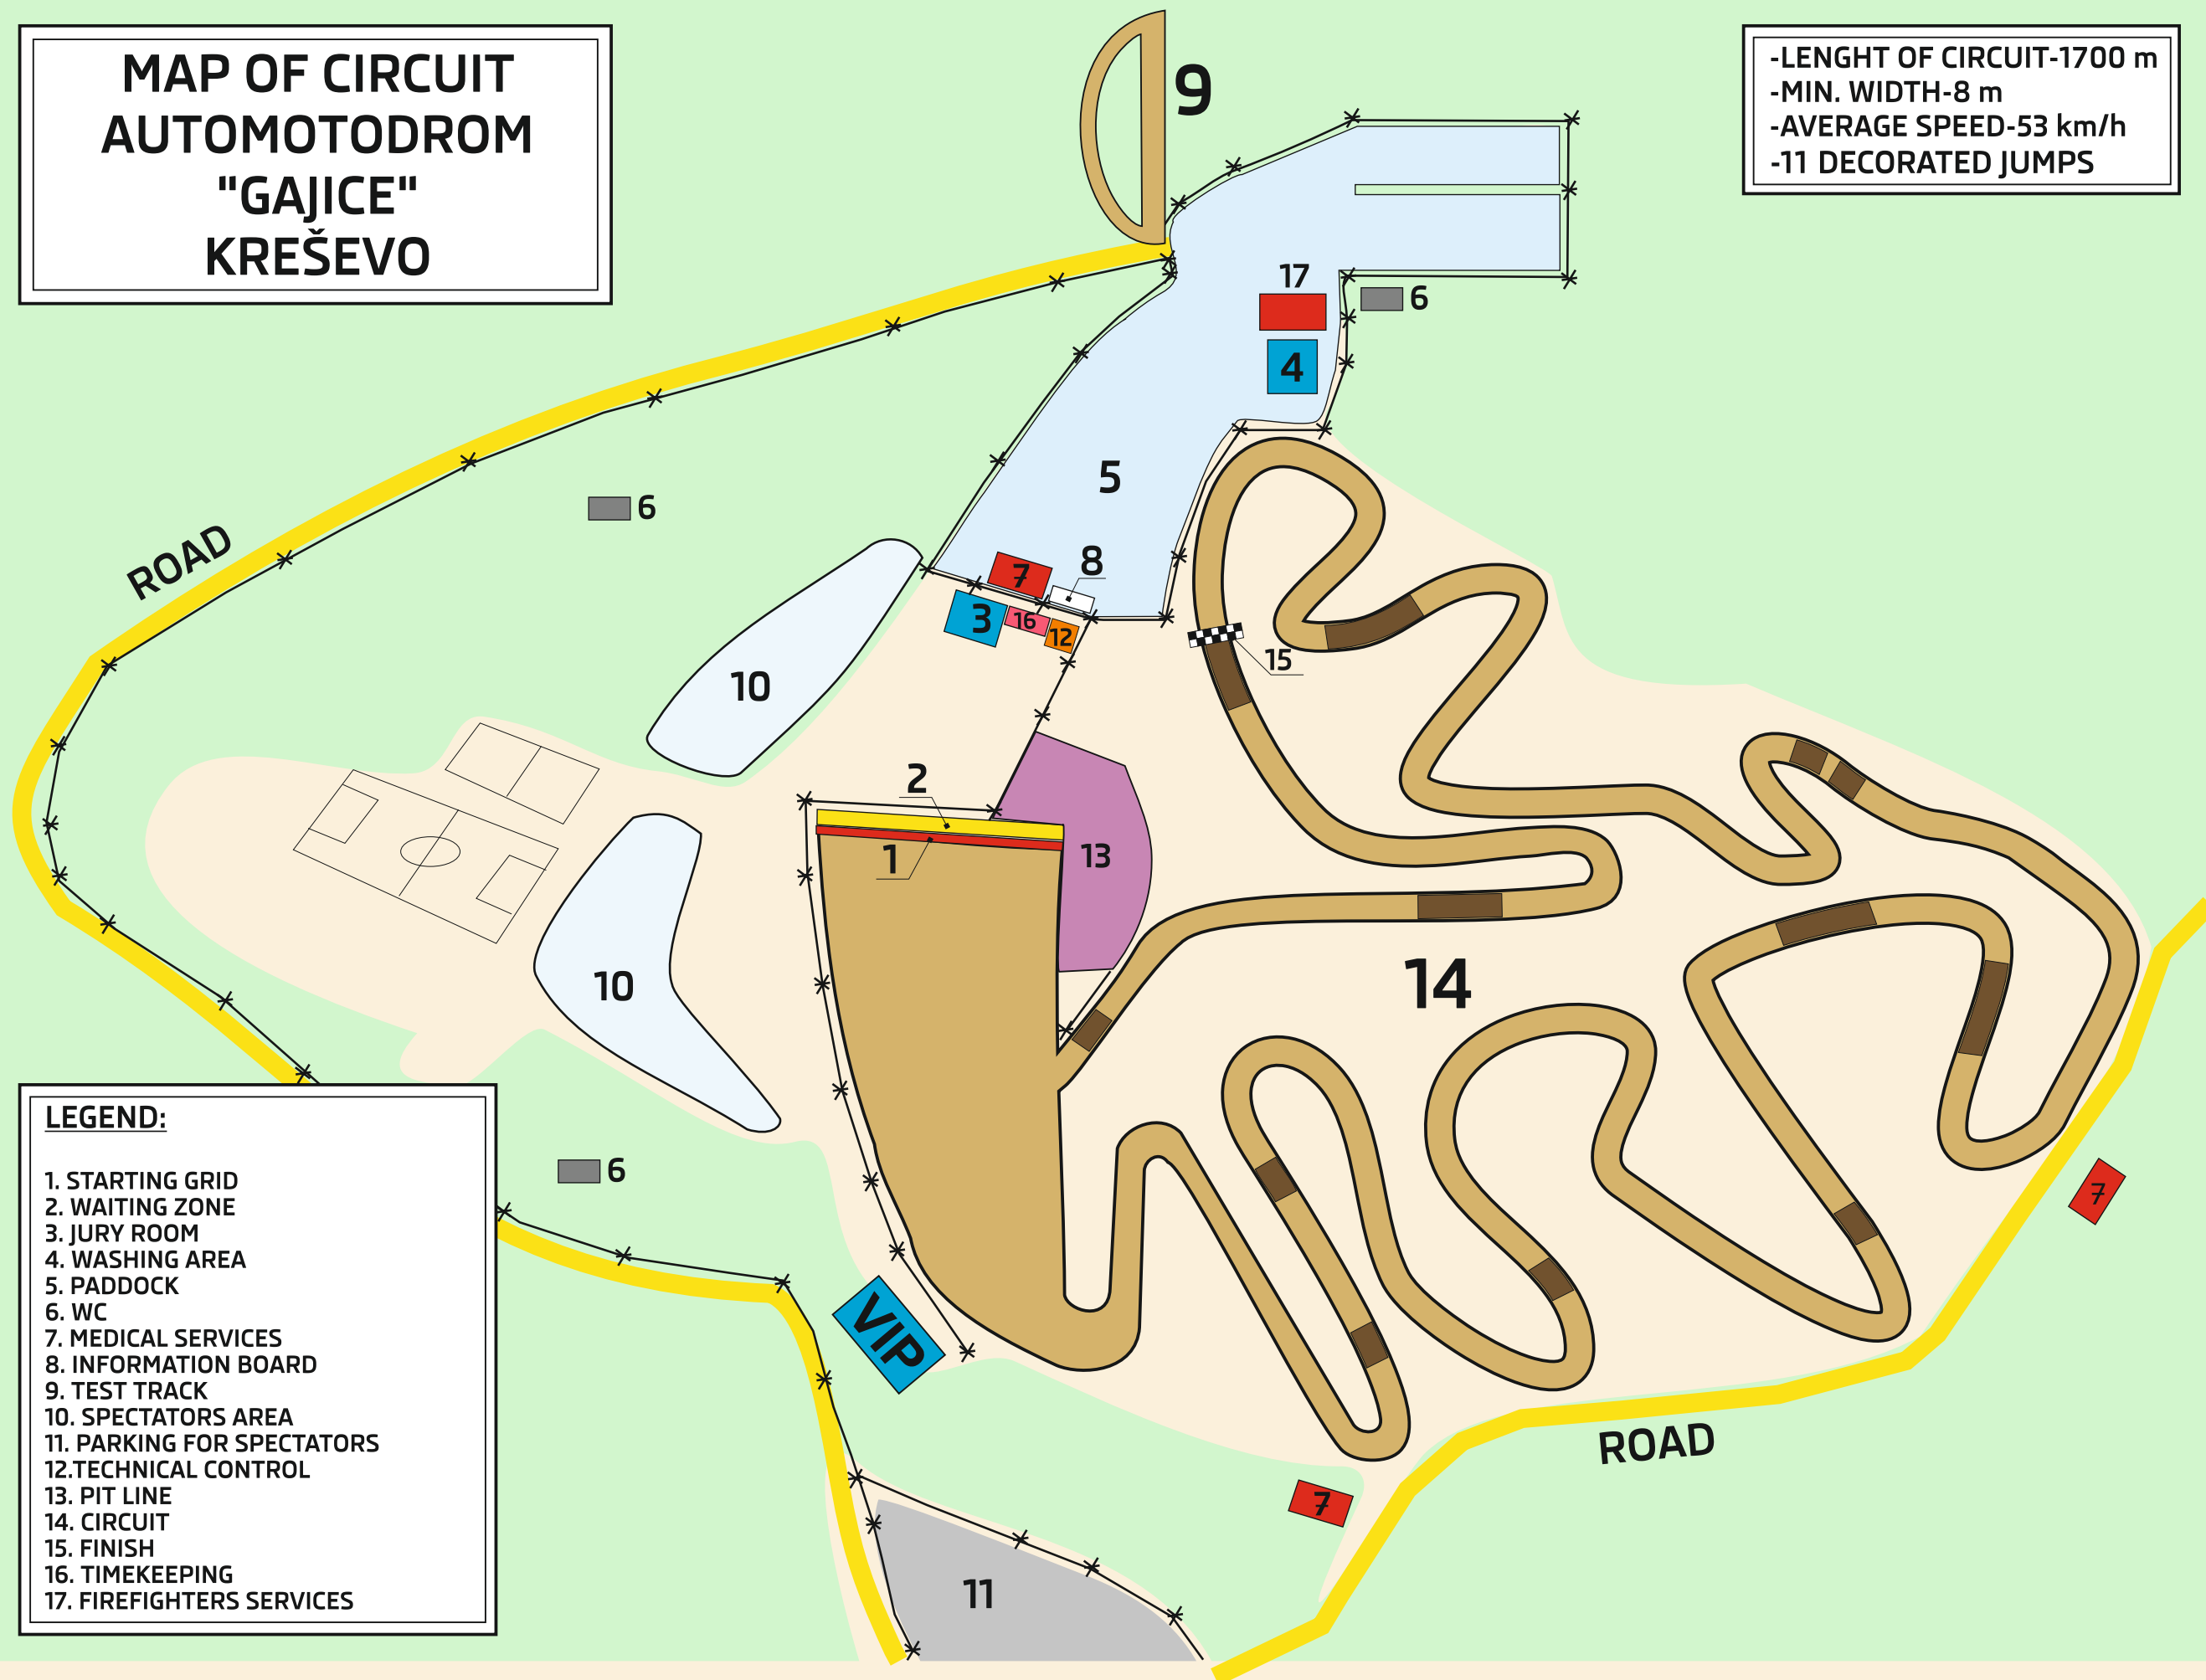 MAP OF CIRCUIT
AUTOMOTODROM
"GAJICE"
KREŠEVO
-LENGHT OF CIRCUIT-1700 m
-MIN. WIDTH-8 m
-AVERAGE SPEED-53 km/h
-11 DECORATED JUMPS
9
17
6
4
5
6
ROAD
7
8
3
16
12
15
10
2
1
13
10
14
6
7
VIP
ROAD
7
11
LEGEND:
1. STARTING GRID
2. WAITING ZONE
3. JURY ROOM
4. WASHING AREA
5. PADDOCK
6. WC
7. MEDICAL SERVICES
8. INFORMATION BOARD
9. TEST TRACK
10. SPECTATORS AREA
11. PARKING FOR SPECTATORS
12.TECHNICAL CONTROL
13. PIT LINE
14. CIRCUIT
15. FINISH
16. TIMEKEEPING
17. FIREFIGHTERS SERVICES